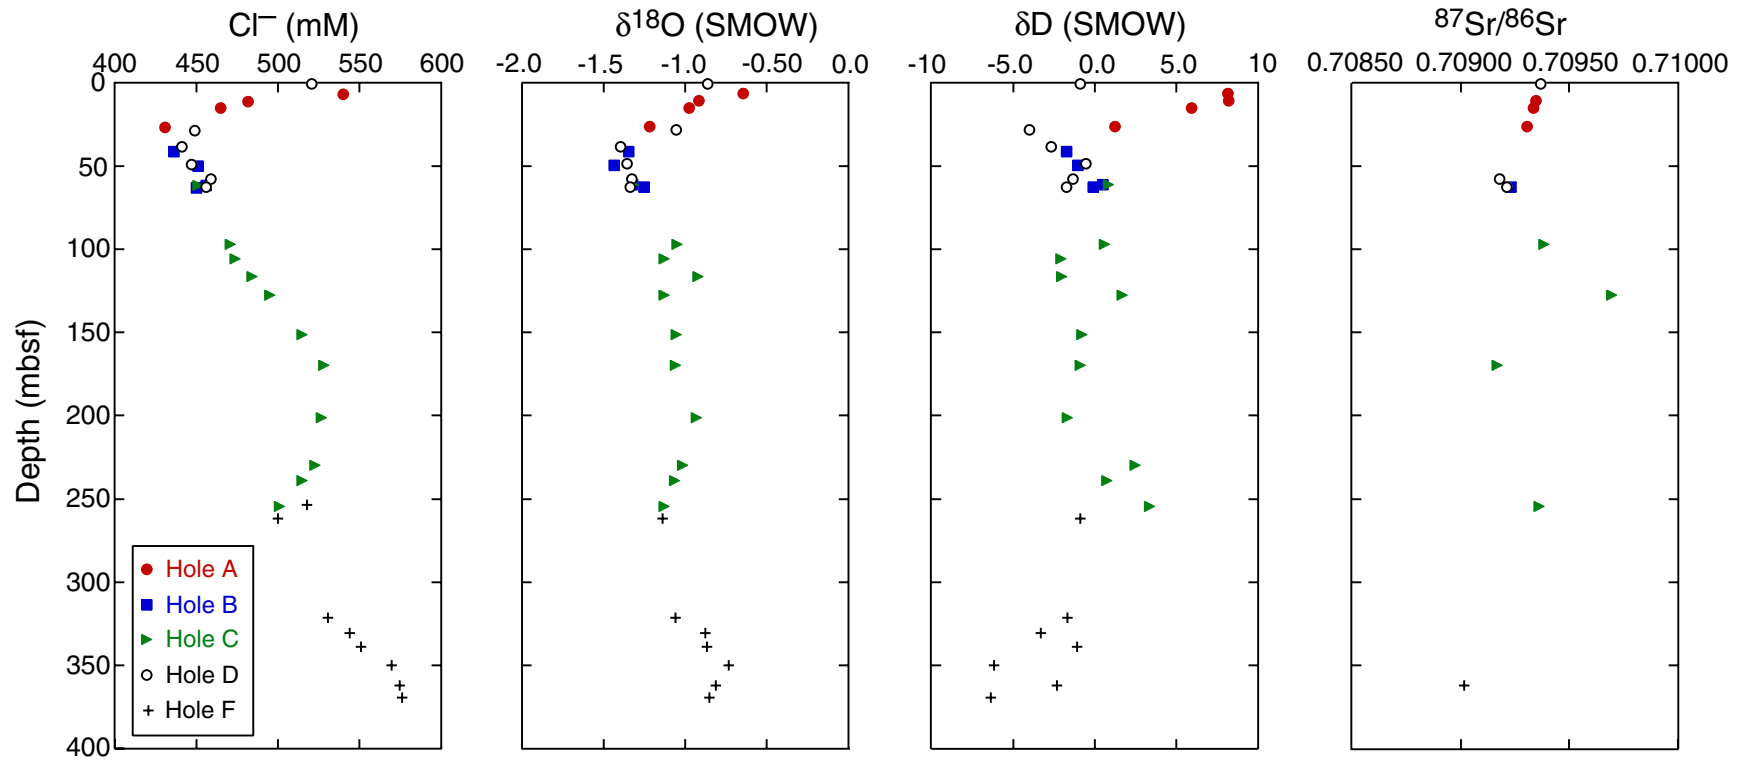 Cl— (mM) δ18O (SMOW) δD (SMOW) 87Sr/86Sr
400 450 500 550 600 -2.0 -1.5 -1.0 -0.50 0.0 -10 -5.0 0.0 5.0 10 0.70850 0.70900 0.70950 0.71000
0
50
100
150
200
250
300
350
400
Depth (mbsf)
Hole A
Hole B
Hole C
Hole D
Hole F